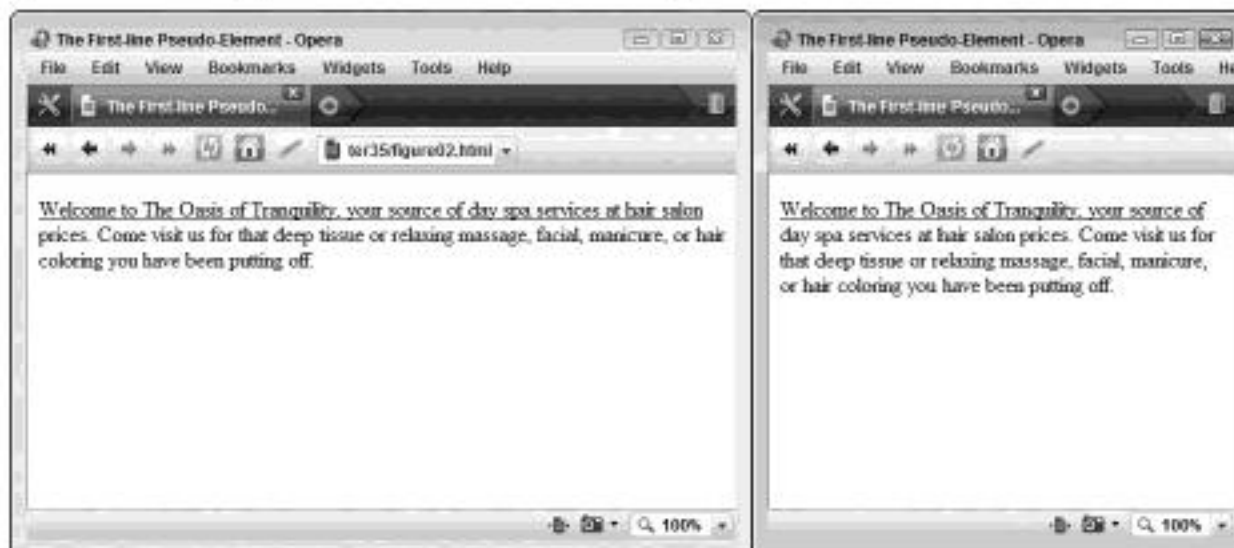 The First-line Pseudo-Element - Opera
File Edit View Bookmarks Widgets Tools Help
The First-line Pseudo...
ter35/figure02.html
Welcome to The Oasis of Tranquility, your source of day spa services at hair salon
prices. Come visit us for that deep tissue or relaxing massage, facial, manicure, or hair
coloring you have been putting off.
100%
The First-line Pseudo-Element - Opera
File Edit View Bookmarks Widgets Tools He
The First-line Pseudo...
Welcome to The Oasis of Tranquility, your source of
day spa services at hair salon prices. Come visit us for
that deep tissue or relaxing massage, facial, manicure,
or hair coloring you have been putting off.
100%